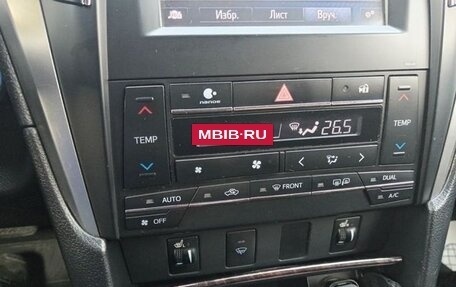 Избр. Лист Вруч.
nanoe
TEMP
MBIB-RU
26.5
TEMP
AUTO
FRONT
DUAL
OFF
A/C